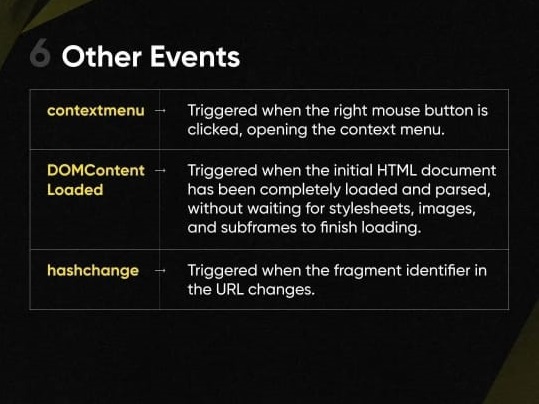 6 Other Events
contextmenu → Triggered when the right mouse button is
clicked, opening the context menu.
DOMContent → Triggered when the initial HTML document
Loaded has been completely loaded and parsed,
without waiting for stylesheets, images,
and subframes to finish loading.
hashchange → Triggered when the fragment identifier in
the URL changes.